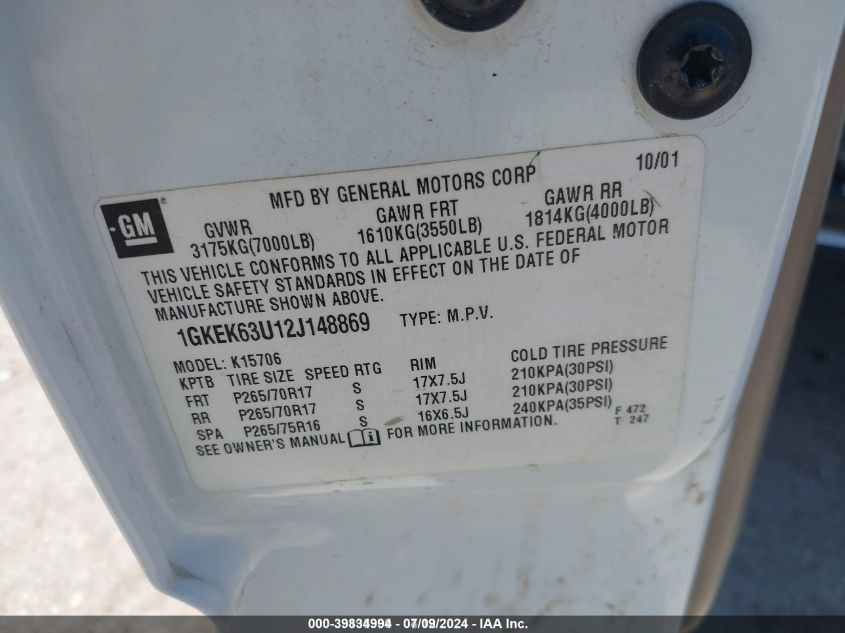 10/01
MFD BY GENERAL MOTORS CORP
GM ®
GVWR GAWR FRT GAWR RR
3175KG(7000LB) 1610KG(3550LB) 1814KG(4000LB)
THIS VEHICLE CONFORMS TO ALL APPLICABLE U.S. FEDERAL MOTOR
VEHICLE SAFETY STANDARDS IN EFFECT ON THE DATE OF
MANUFACTURE SHOWN ABOVE.
1GKEK63U12J148869 TYPE: M.P.V.
MODEL: K15706
KPTB TIRE SIZE SPEED RTG RIM COLD TIRE PRESSURE
FRT P265/70R17 S 17X7.5J 210KPA(30PSI)
RR P265/70R17 S 17X7.5J 210KPA(30PSI)
SPA P265/75R16 S 16X6.5J 240KPA(35PSI)
SEE OWNER'S MANUAL i FOR MORE INFORMATION.
F 472
T 247
000-39834994 - 07/09/2024 - IAA Inc.